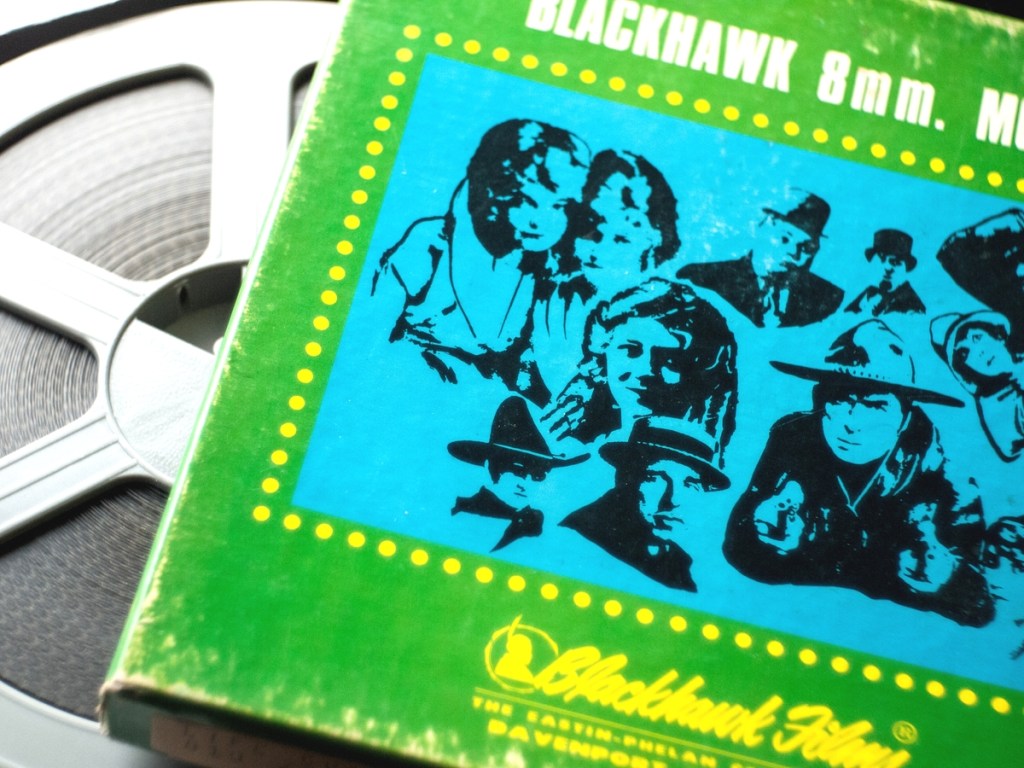 BLACKHAWK 8mm. M
Blackhawk Films®
THE EASTIN-PHELAN
DAVENPORT